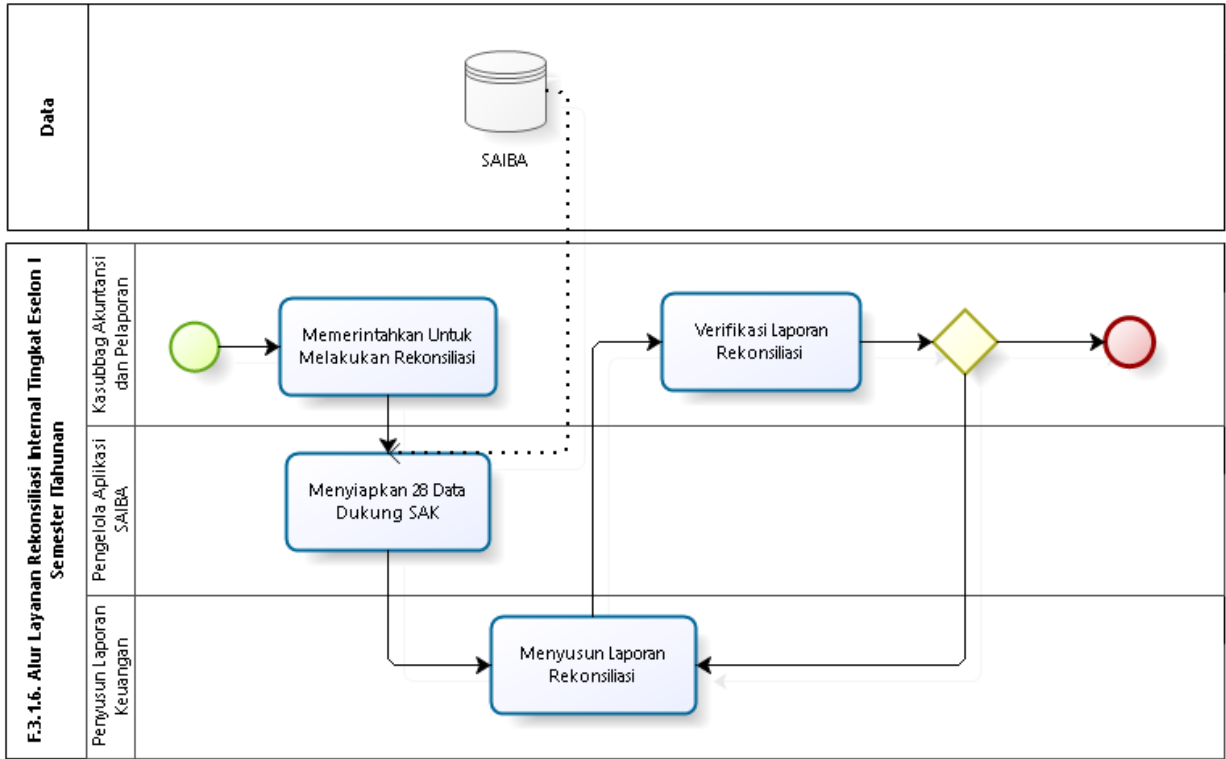 Data
SAIBA
F.3.1.6. Alur Layanan Rekonsiliasi Internal Tingkat Eselon I
Semester /Tahunan
Kasubbag Akuntansi
dan Pelaporan
Memerintahkan Untuk
Melakukan Rekonsiliasi
Verifikasi Laporan
Rekonsiliasi
Pengelola Aplikasi
SAIBA
Menyiapkan 28 Data
Dukung SAK
Penyusun Laporan
Keuangan
Menyusun Laporan
Rekonsiliasi